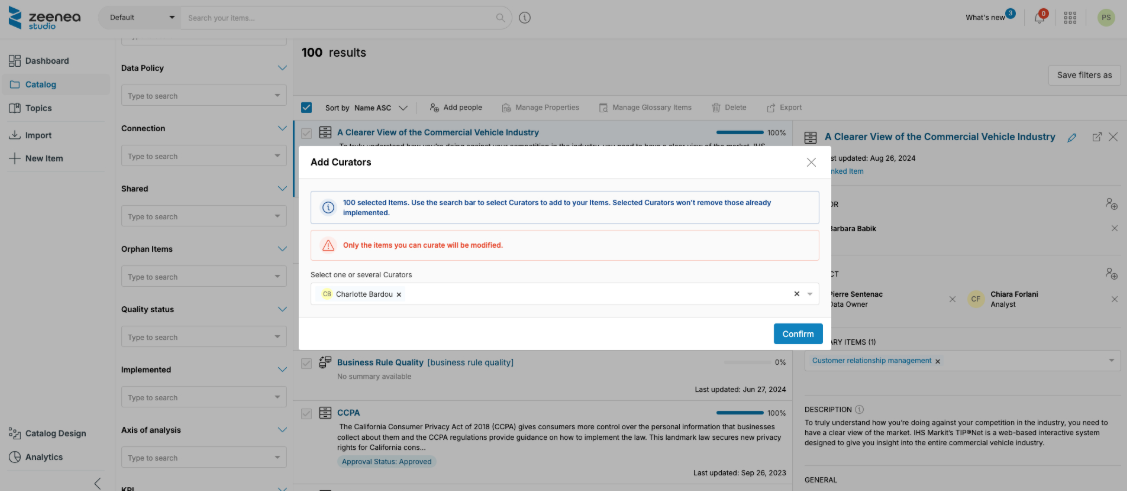 zeenea
studio
Default
Search your items...
What's new
3
8
PS
Dashboard
Catalog
Topics
Import
New Item
Catalog Design
Analytics
Data Policy
Type to search
Connection
Type to search
Shared
Type to search
Orphan Items
Type to search
Quality status
Type to search
Implemented
Type to search
Axis of analysis
Type to search
KPI
100 results
Save filters as
Sort by Name ASC
Add people
Manage Properties
Manage Glossary Items
Delete
Export
A Clearer View of the Commercial Vehicle Industry
100%
Add Curators
100 selected Items. Use the search bar to select Curators to add to your Items. Selected Curators won't remove those already
implemented.
Only the items you can curate will be modified.
Select one or several Curators
CB Charlotte Bardou ×
Confirm
Business Rule Quality [business rule quality]
0%
No summary available
Last updated: Jun 27, 2024
CCPA
100%
The California Consumer Privacy Act of 2018 (CCPA) gives consumers more control over the personal information that businesses
collect about them and the CCPA regulations provide guidance on how to implement the law. This landmark law secures new privacy
rights for California cons...
Approval Status: Approved
Last updated: Sep 26, 2023
A Clearer View of the Commercial Vehicle Industry
st updated: Aug 26, 2024
nked item
OR
Barbara Babik
CT
Pierre Sentenac
Data Owner
CF
Chiara Forlani
Analyst
ARY ITEMS (1)
Customer relationship management ×
DESCRIPTION
To truly understand how you're doing against your competition in the industry, you need to
have a clear view of the market. IHS Markit's TIP®Net is a web-based interactive system
designed to give you insight into the entire commercial vehicle industry.
GENERAL